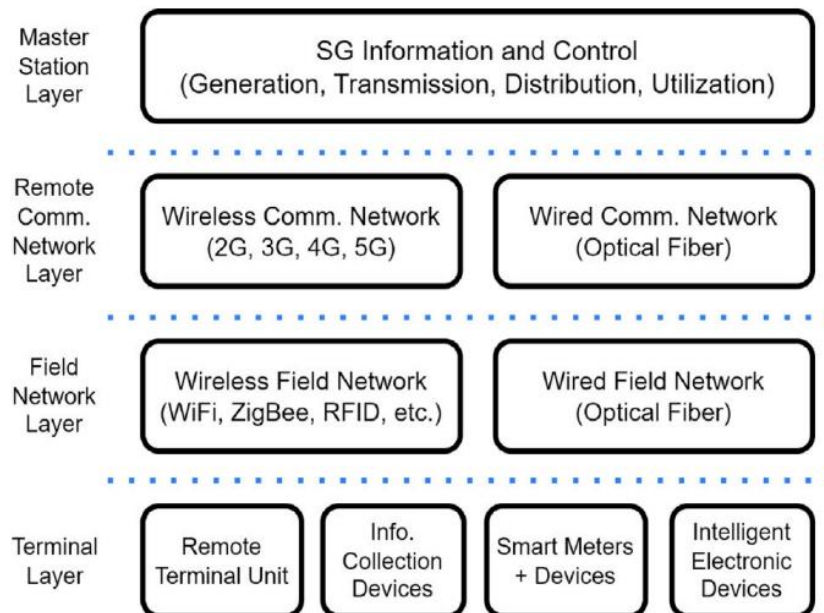 Master
Station
Layer
SG Information and Control
(Generation, Transmission, Distribution, Utilization)
Remote
Comm.
Network
Layer
Wireless Comm. Network
(2G, 3G, 4G, 5G)
Wired Comm. Network
(Optical Fiber)
Field
Network
Layer
Wireless Field Network
(WiFi, ZigBee, RFID, etc.)
Wired Field Network
(Optical Fiber)
Terminal
Layer
Remote
Terminal Unit
Info.
Collection
Devices
Smart Meters
+ Devices
Intelligent
Electronic
Devices